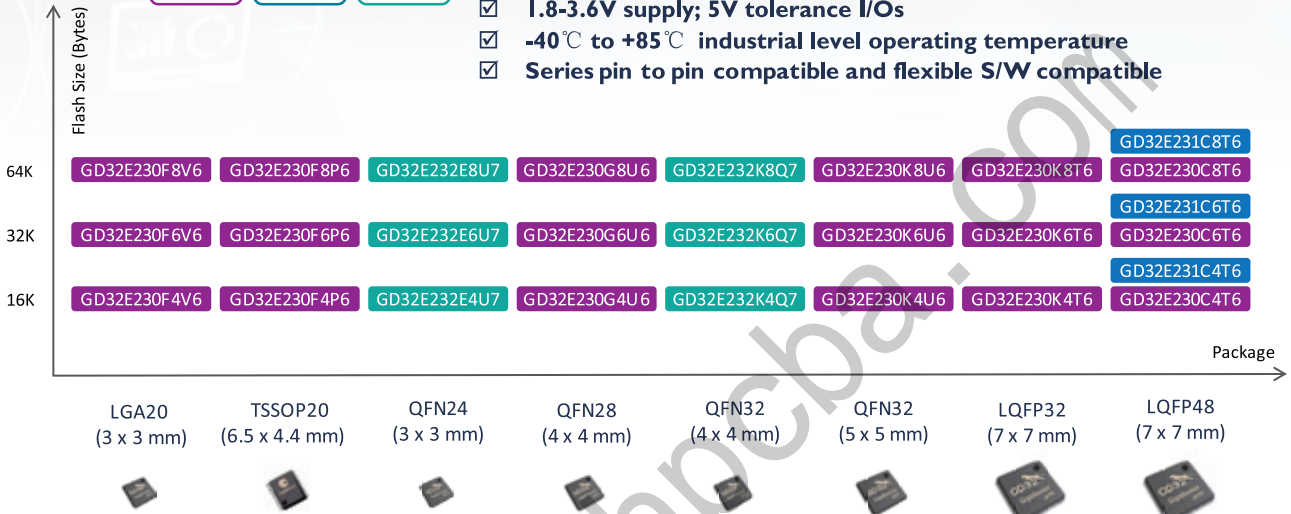 1.8-3.6V supply; 5V tolerance I/Os
-40℃ to +85℃ industrial level operating temperature
Series pin to pin compatible and flexible S/W compatible
Flash Size (Bytes)
GD32E231C8T6
64K GD32E230F8V6 GD32E230F8P6 GD32E232E8U7 GD32E230G8U6 GD32E232K8Q7 GD32E230K8U6 GD32E230K8T6 GD32E230C8T6
GD32E231C6T6
32K GD32E230F6V6 GD32E230F6P6 GD32E232E6U7 GD32E230G6U6 GD32E232K6Q7 GD32E230K6U6 GD32E230K6T6 GD32E230C6T6
GD32E231C4T6
16K GD32E230F4V6 GD32E230F4P6 GD32E232E4U7 GD32E230G4U6 GD32E232K4Q7 GD32E230K4U6 GD32E230K4T6 GD32E230C4T6
Package
LGA20 TSSOP20 QFN24 QFN28 QFN32 QFN32 LQFP32 LQFP48
(3 x 3 mm) (6.5 x 4.4 mm) (3 x 3 mm) (4 x 4 mm) (4 x 4 mm) (5 x 5 mm) (7 x 7 mm) (7 x 7 mm)
GD32
GD32
pcba.com